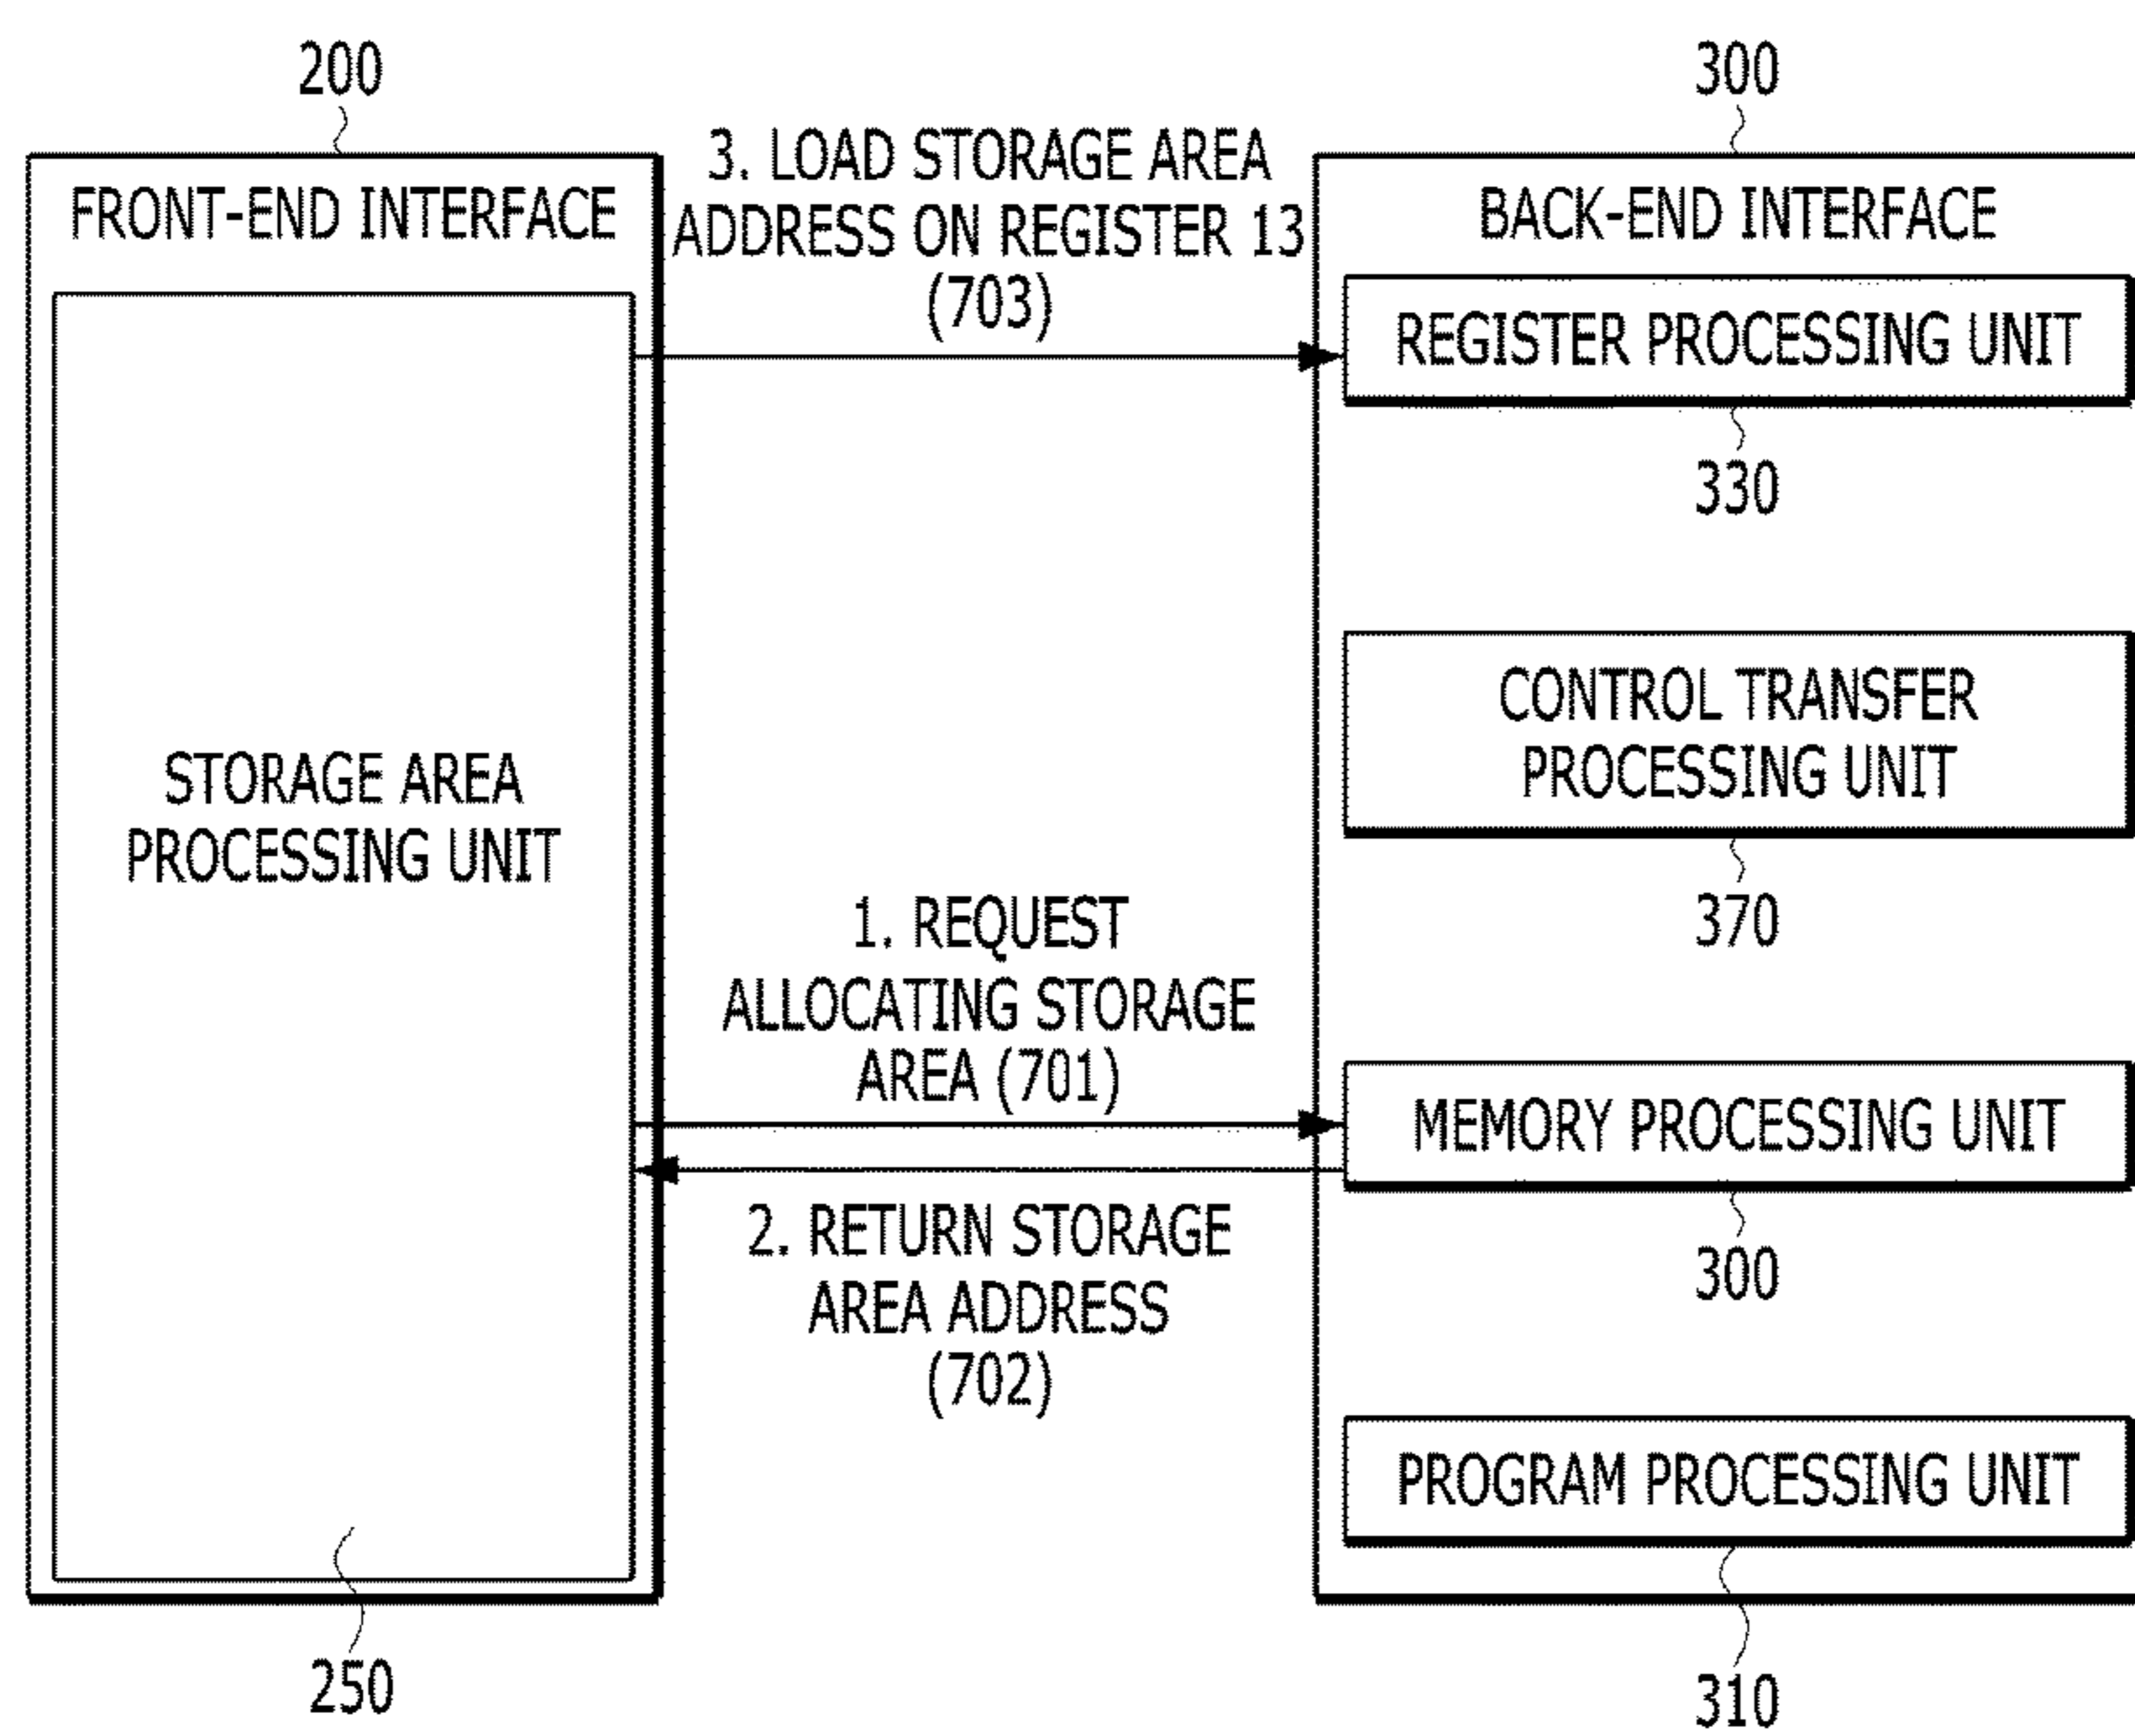 200
FRONT-END INTERFACE
STORAGE AREA
PROCESSING UNIT
250
3. LOAD STORAGE AREA
ADDRESS ON REGISTER 13
(703)
1. REQUEST
ALLOCATING STORAGE
AREA (701)
2. RETURN STORAGE
AREA ADDRESS
(702)
300
BACK-END INTERFACE
REGISTER PROCESSING UNIT
330
CONTROL TRANSFER
PROCESSING UNIT
370
MEMORY PROCESSING UNIT
300
PROGRAM PROCESSING UNIT
310